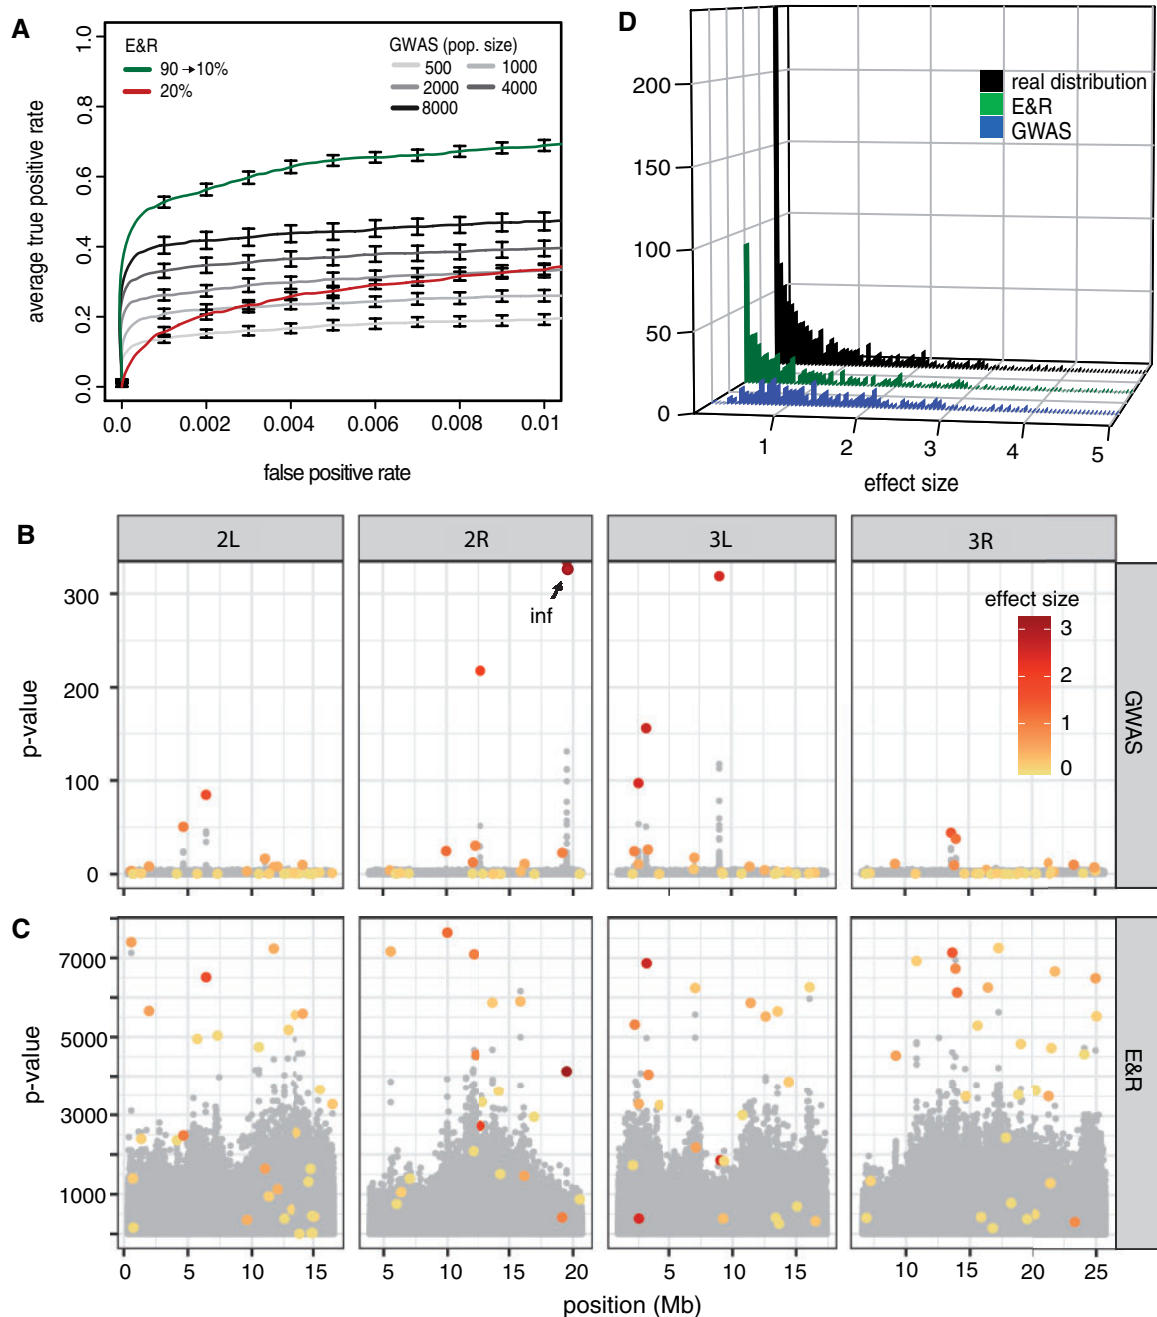 A
E&R
90 → 10%
20%
GWAS (pop. size)
500 1000
2000 4000
8000
average true positive rate
0.0 0.2 0.4 0.6 0.8 1.0
0.0 0.002 0.004 0.006 0.008 0.01
false positive rate
D
real distribution
E&R
GWAS
200
150
100
50
0
1 2 3 4 5
effect size
B
2L 2R 3L 3R
p-value
300
200
100
0
inf
effect size
3
2
1
0
GWAS
C
p-value
7000
5000
3000
1000
E&R
0 5 10 15 5 10 15 20 5 10 15 10 15 20 25
position (Mb)